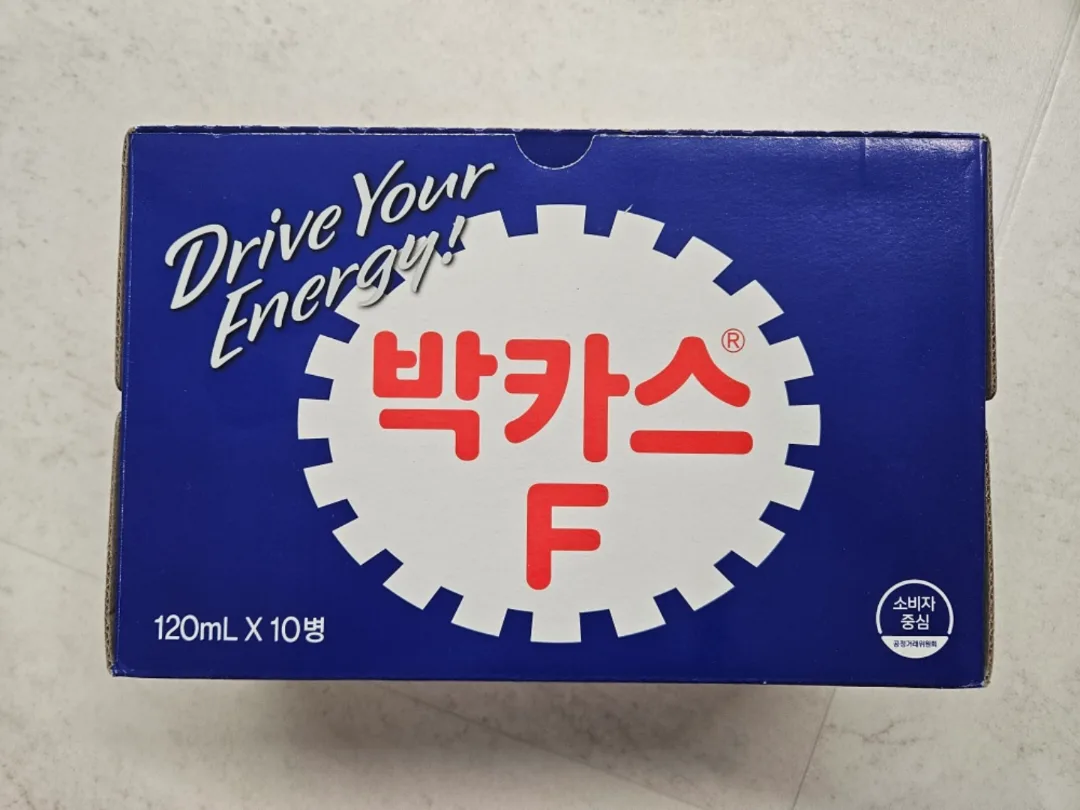 Drive Your
Energy!
박카스®
F
120mL X 10병
소비자
중심
공정거래위원회